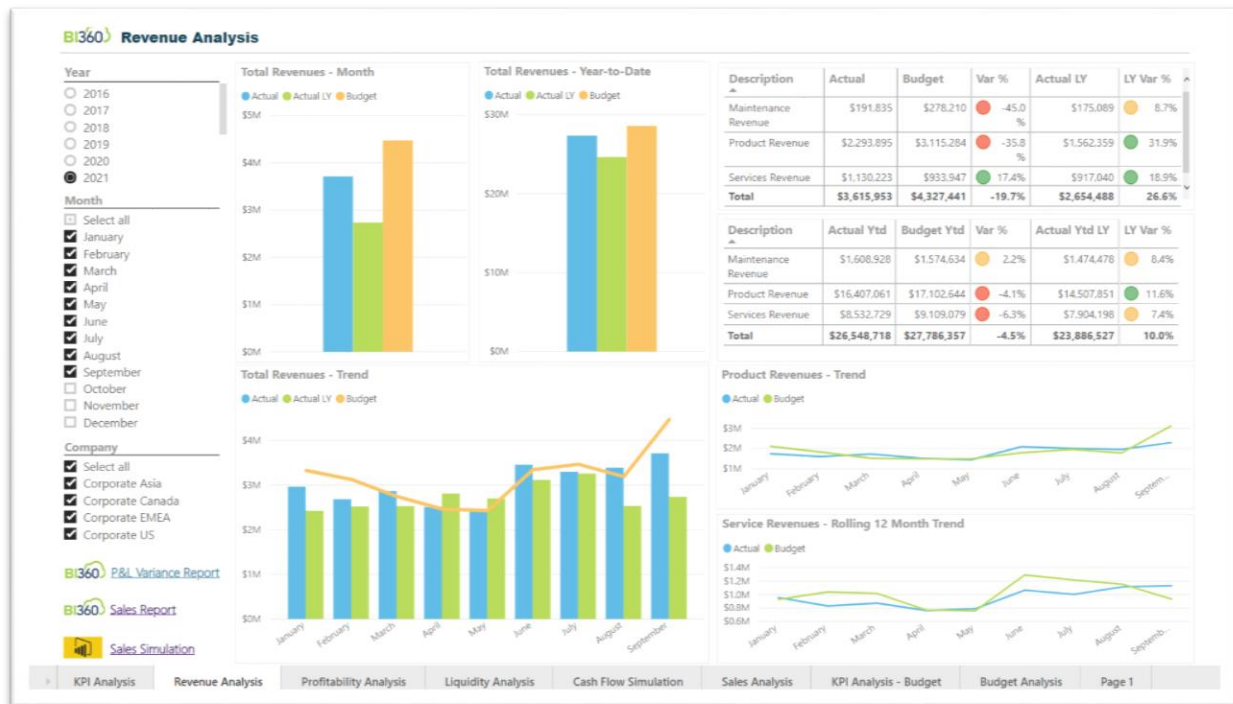 BI360 Revenue Analysis
Year
2016
2017
2018
2019
2020
2021
Month
Select all
January
February
March
April
May
June
July
August
September
October
November
December
Company
Select all
Corporate Asia
Corporate Canada
Corporate EMEA
Corporate US
BI360 P&L Variance Report
BI360 Sales Report
Sales Simulation
Total Revenues - Month
Actual Actual LY Budget
$5M
$4M
$3M
$2M
$1M
$0M
Total Revenues - Year-to-Date
Actual Actual LY Budget
$30M
$20M
$10M
$0M
Description Actual Budget Var % Actual LY LY Var %
Maintenance $191,835 $278,210 -45.0 $175,089 8.7%
Revenue %
Product Revenue $2,293,895 $3,115,284 -35.8 $1,562,359 31.9%
%
Services Revenue $1,130,223 $933,947 17.4% $917,040 18.9%
Total $3,615,953 $4,327,441 -19.7% $2,654,488 26.6%
Description Actual Ytd Budget Ytd Var % Actual Ytd LY LY Var %
Maintenance $1,608,928 $1,574,634 2.2% $1,474,478 8.4%
Revenue
Product Revenue $16,407,061 $17,102,644 -4.1% $14,507,851 11.6%
Services Revenue $8,532,729 $9,109,079 -6.3% $7,904,198 7.4%
Total $26,548,718 $27,786,357 -4.5% $23,886,527 10.0%
Total Revenues - Trend
Actual Actual LY Budget
$4M
$3M
$2M
$1M
$0M
January February March April May June July August September
Product Revenues - Trend
Actual Budget
$3M
$2M
$1M
January February March April May June July August Septem...
Service Revenues - Rolling 12 Month Trend
Actual Budget
$1.4M
$1.2M
$1.0M
$0.8M
$0.6M
January February March April May June July August Septemb...
KPI Analysis Revenue Analysis Profitability Analysis Liquidity Analysis Cash Flow Simulation Sales Analysis KPI Analysis - Budget Budget Analysis Page 1